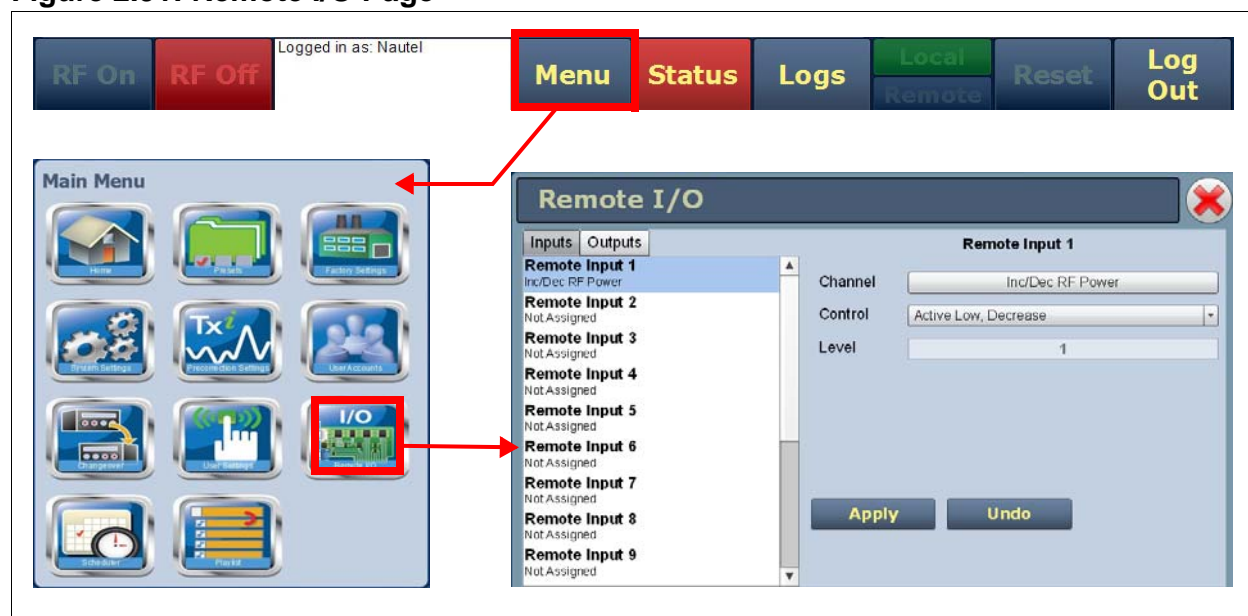 RF On
RF Off
Logged in as: Nautel
Menu
Status
Logs
Local
Remote
Reset
Log
Out
Main Menu
Home
Presets
Factory Settings
System Settings
Txi
Precorrection Settings
User Accounts
Changeover
User Settings
I/O
Remote I/O
Scheduler
Playlist
Remote I/O
Inputs
Outputs
Remote Input 1
Inc/Dec RF Power
Remote Input 2
Not Assigned
Remote Input 3
Not Assigned
Remote Input 4
Not Assigned
Remote Input 5
Not Assigned
Remote Input 6
Not Assigned
Remote Input 7
Not Assigned
Remote Input 8
Not Assigned
Remote Input 9
Not Assigned
Remote Input 1
Channel
Inc/Dec RF Power
Control
Active Low, Decrease
Level
1
Apply
Undo